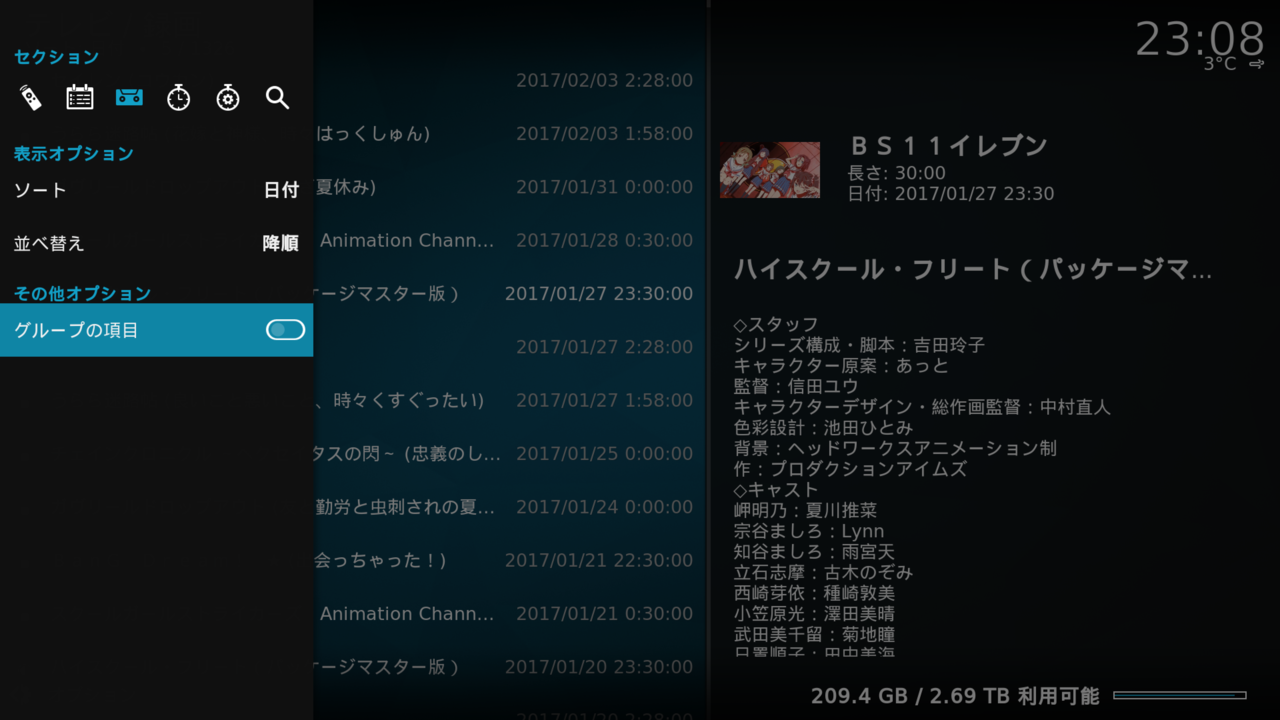 セクション
表示オプション
ソート 日付
並べ替え 降順
その他オプション
グループの項目
2017/02/03 2:28:00
はっくしゅん) 2017/02/03 1:58:00
夏休み) 2017/01/31 0:00:00
Animation Chann... 2017/01/28 0:30:00
ージマスター版 ) 2017/01/27 23:30:00
2017/01/27 2:28:00
、時々くすぐったい) 2017/01/27 1:58:00
タスの閃 ~ (忠義のし... 2017/01/25 0:00:00
勤労と虫刺されの夏... 2017/01/24 0:00:00
会っちゃった！) 2017/01/21 22:30:00
Animation Chann... 2017/01/21 0:30:00
ージマスター版 ) 2017/01/20 23:30:00
2017/01/20 2:28:00
23:08
3°C ⇨
ＢＳ１１イレブン
長さ: 30:00
日付: 2017/01/27 23:30
ハイスクール・フリート ( パッケージマ...
◇スタッフ
シリーズ構成・脚本：吉田玲子
キャラクター原案：あっと
監督：信田ユウ
キャラクターデザイン・総作画監督：中村直人
色彩設計：池田ひとみ
背景：ヘッドワークスアニメーション制
作：プロダクションアイムズ
◇キャスト
岬明乃：夏川推菜
宗谷ましろ：Lynn
知谷ましろ：雨宮天
立石志摩：古木のぞみ
西崎芽依：種崎敦美
小笠原光：澤田美晴
武田美千留：菊地瞳
日置順子：田中美海
209.4 GB / 2.69 TB 利用可能